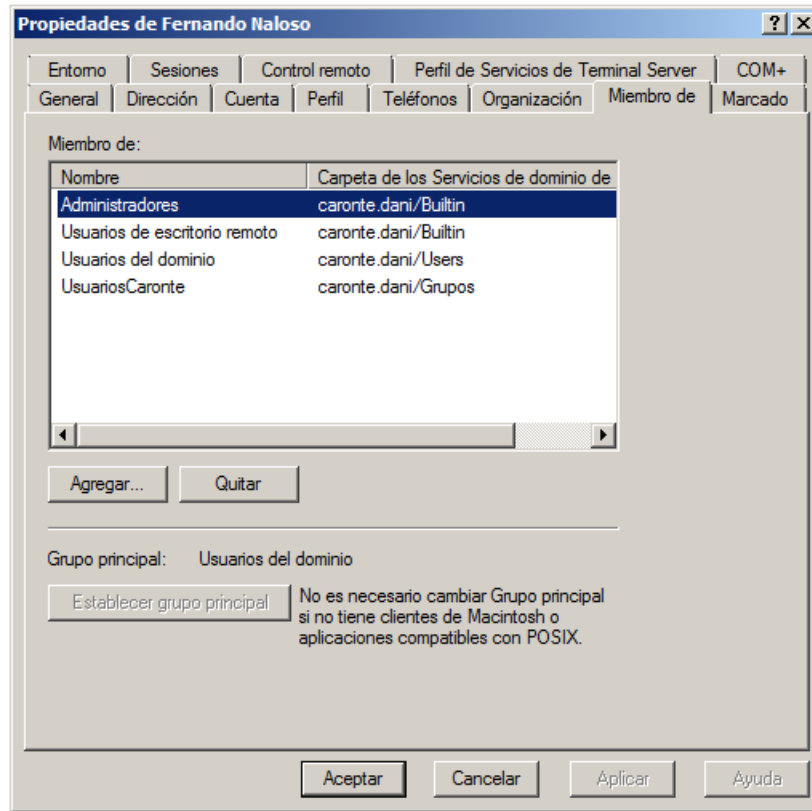 Propiedades de Fernando Naloso
Entorno Sesiones Control remoto Perfil de Servicios de Terminal Server COM+
General Dirección Cuenta Perfil Teléfonos Organización Miembro de Marcado
Miembro de:
Nombre Carpeta de los Servicios de dominio de
Administradores caronte.dani/Builtin
Usuarios de escritorio remoto caronte.dani/Builtin
Usuarios del dominio caronte.dani/Users
UsuariosCaronte caronte.dani/Grupos
Agregar... Quitar
Grupo principal: Usuarios del dominio
Establecer grupo principal
No es necesario cambiar Grupo principal
si no tiene clientes de Macintosh o
aplicaciones compatibles con POSIX.
Aceptar Cancelar Aplicar Ayuda